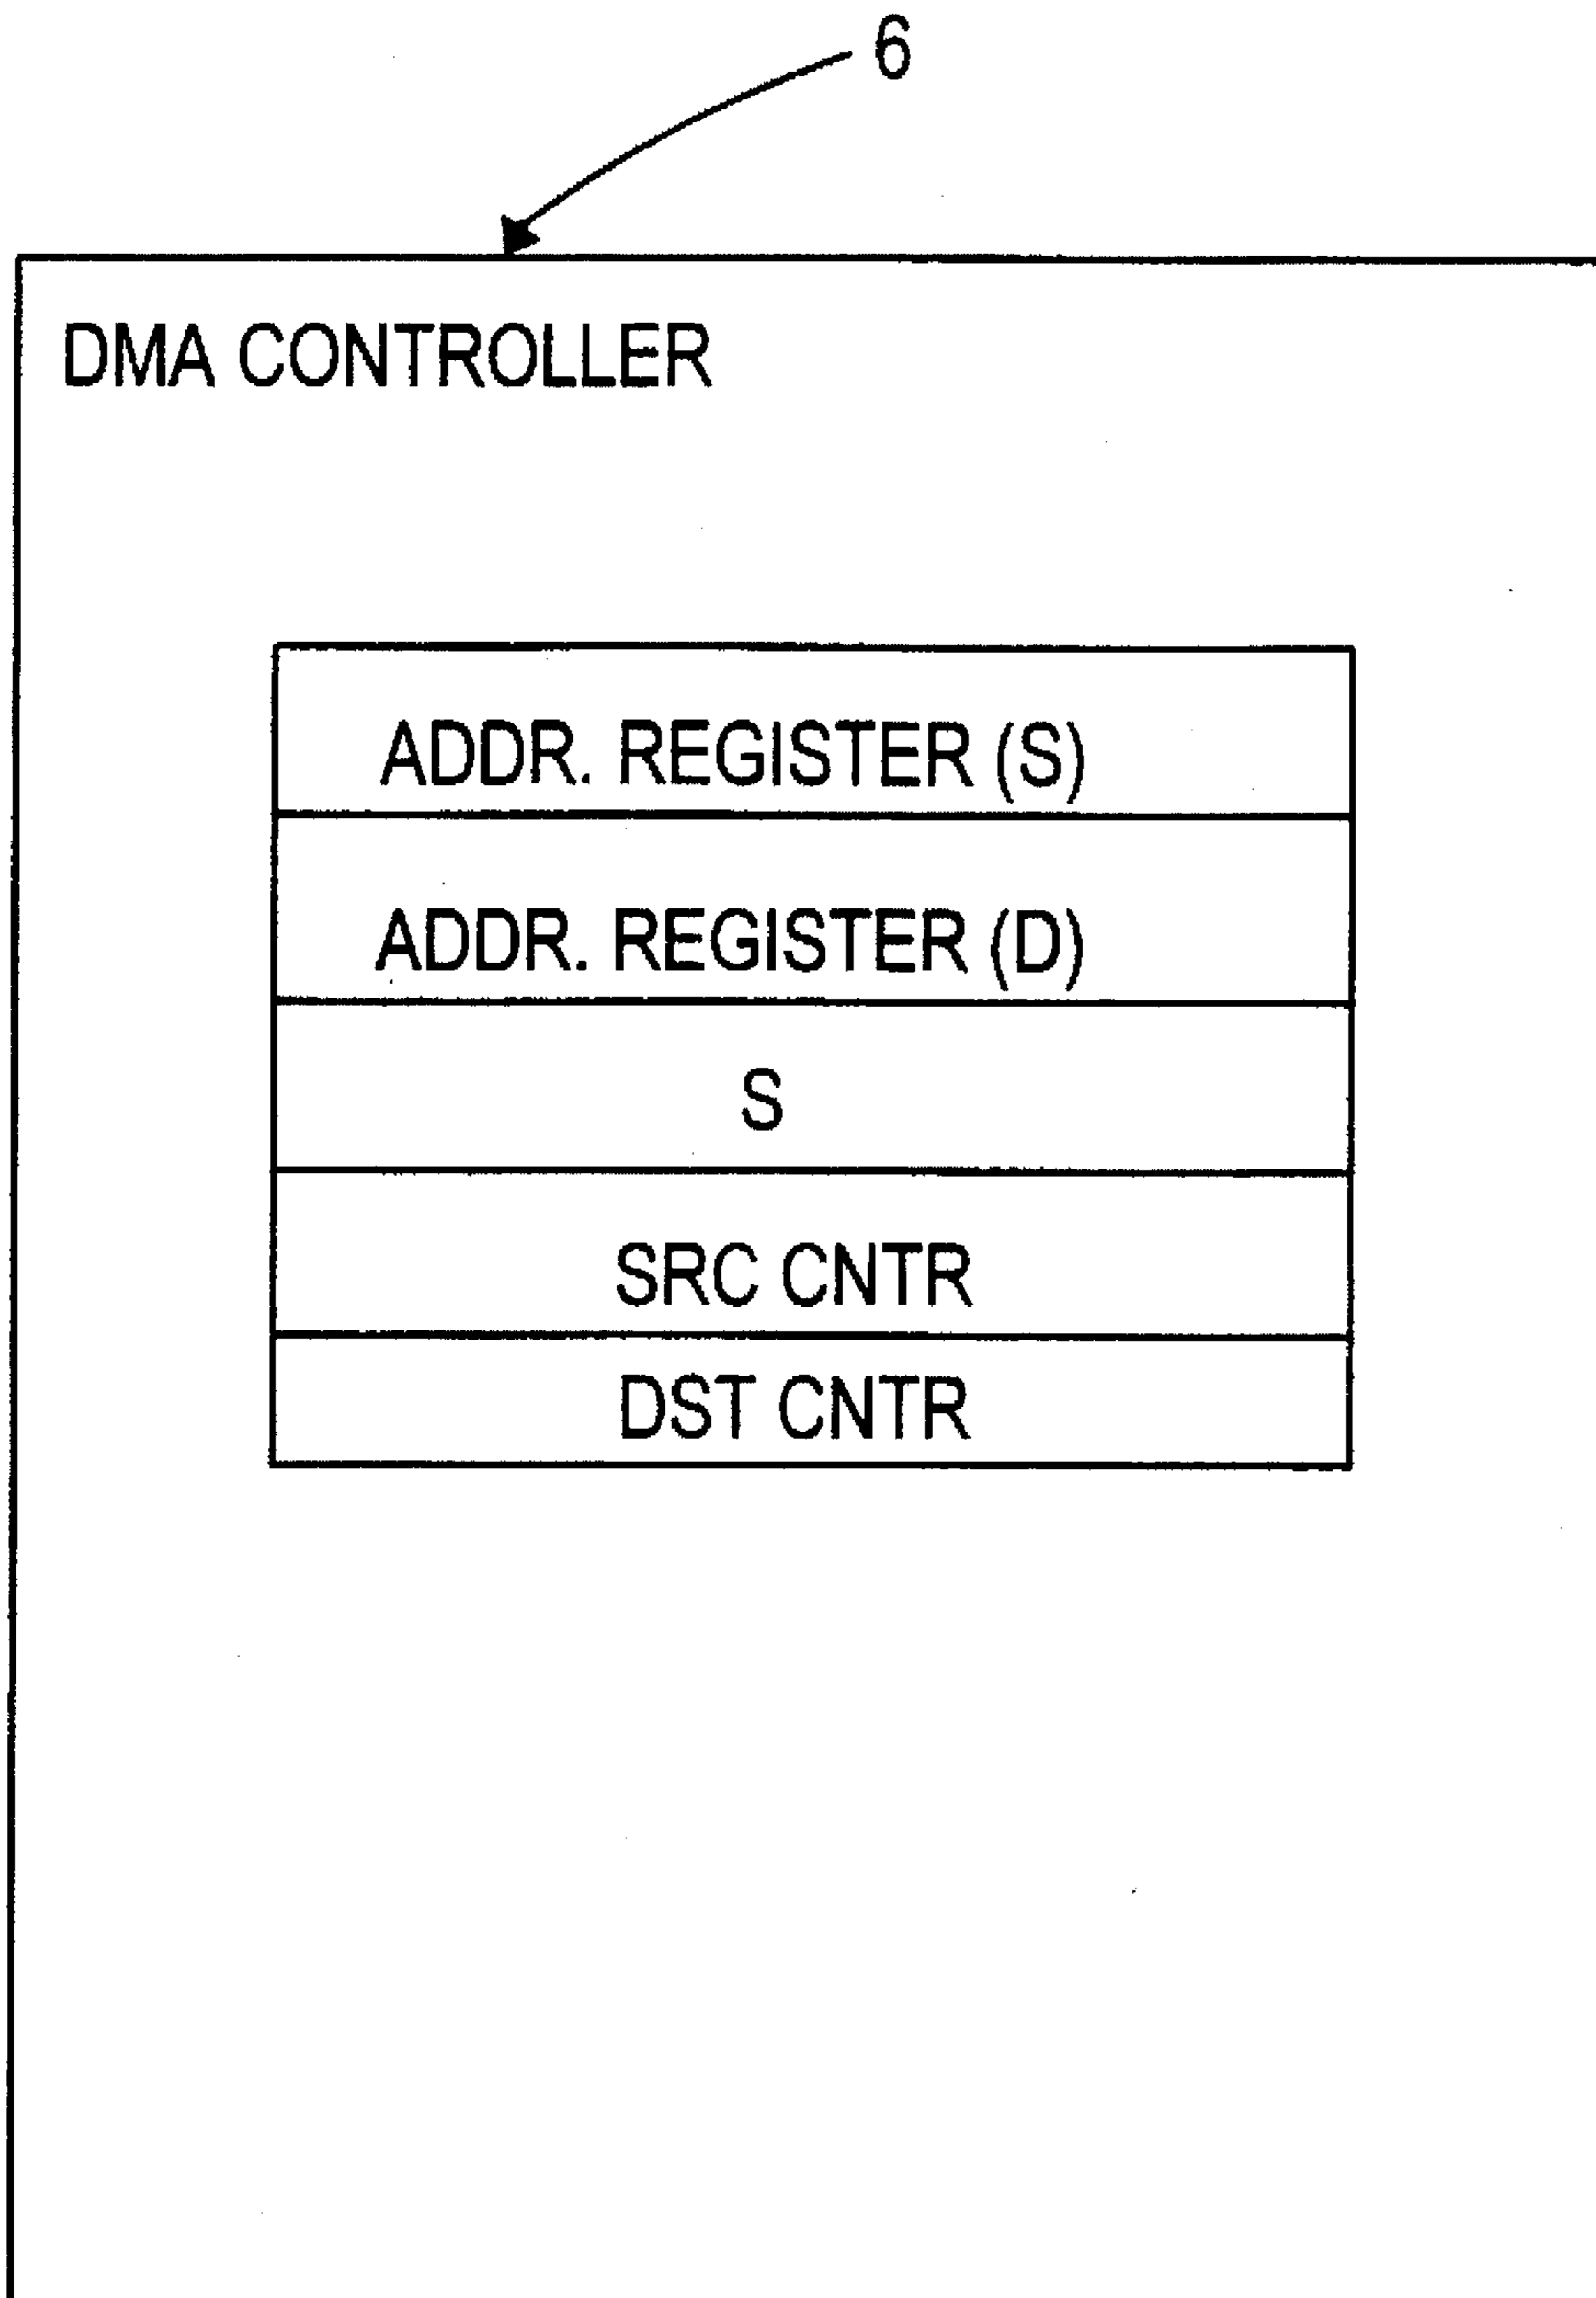 6
DMA CONTROLLER
ADDR. REGISTER (S)
ADDR. REGISTER (D)
S
SRC CNTR
DST CNTR